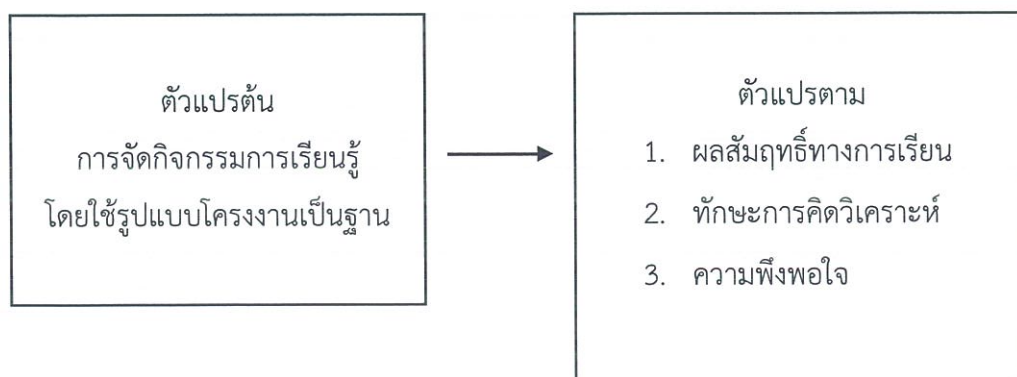 ตัวแปรต้น
การจัดกิจกรรมการเรียนรู้
โดยใช้รูปแบบโครงงานเป็นฐาน
ตัวแปรตาม
1. ผลสัมฤทธิ์ทางการเรียน
2. ทักษะการคิดวิเคราะห์
3. ความพึงพอใจ